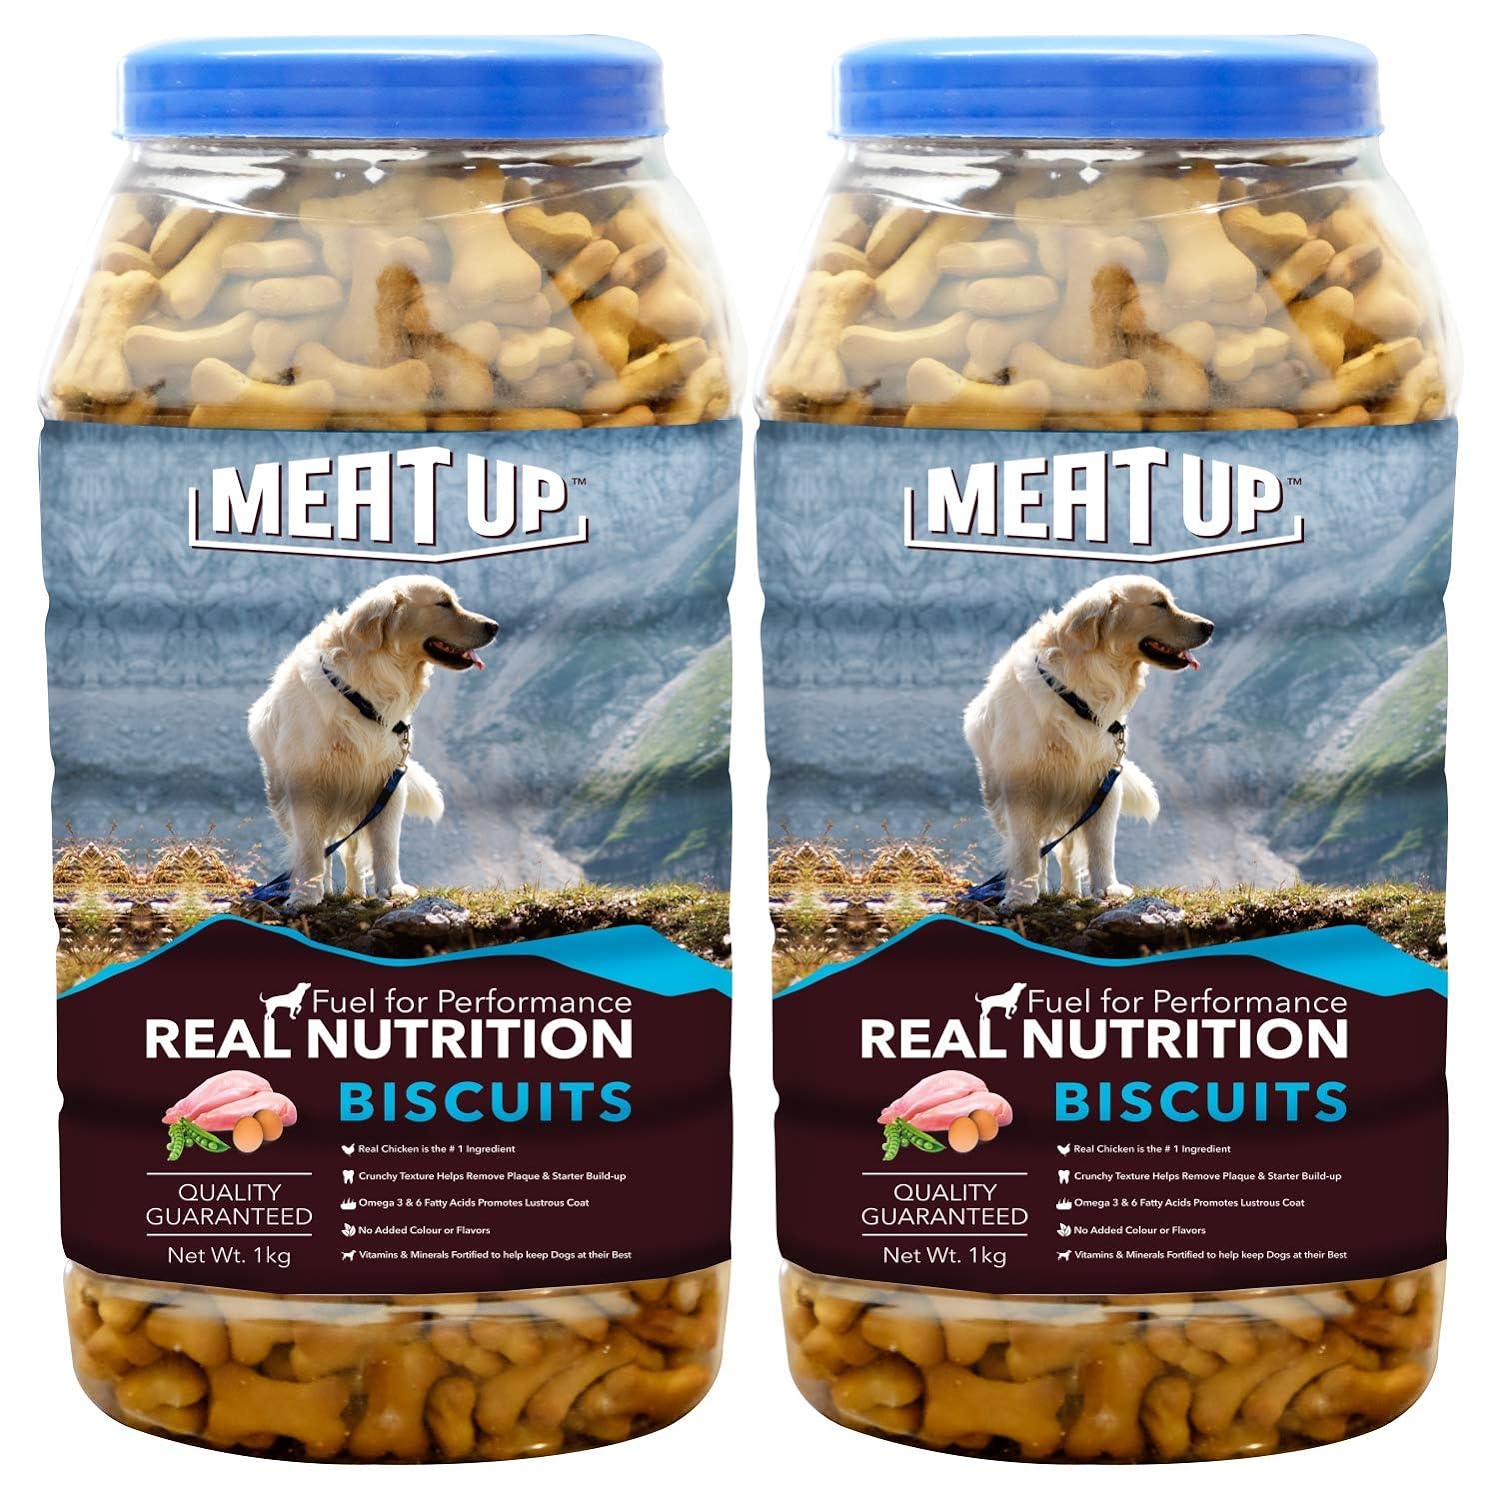 MEAT UP™
Fuel for Performance
REAL NUTRITION
BISCUITS
Real Chicken is the # 1 Ingredient
Crunchy Texture Helps Remove Plaque & Starter Build-up
Omega 3 & 6 Fatty Acids Promotes Lustrous Coat
No Added Colour or Flavors
Vitamins & Minerals Fortified to help keep Dogs at their Best
QUALITY
GUARANTEED
Net Wt. 1kg
MEAT UP™
Fuel for Performance
REAL NUTRITION
BISCUITS
Real Chicken is the # 1 Ingredient
Crunchy Texture Helps Remove Plaque & Starter Build-up
Omega 3 & 6 Fatty Acids Promotes Lustrous Coat
No Added Colour or Flavors
Vitamins & Minerals Fortified to help keep Dogs at their Best
QUALITY
GUARANTEED
Net Wt. 1kg